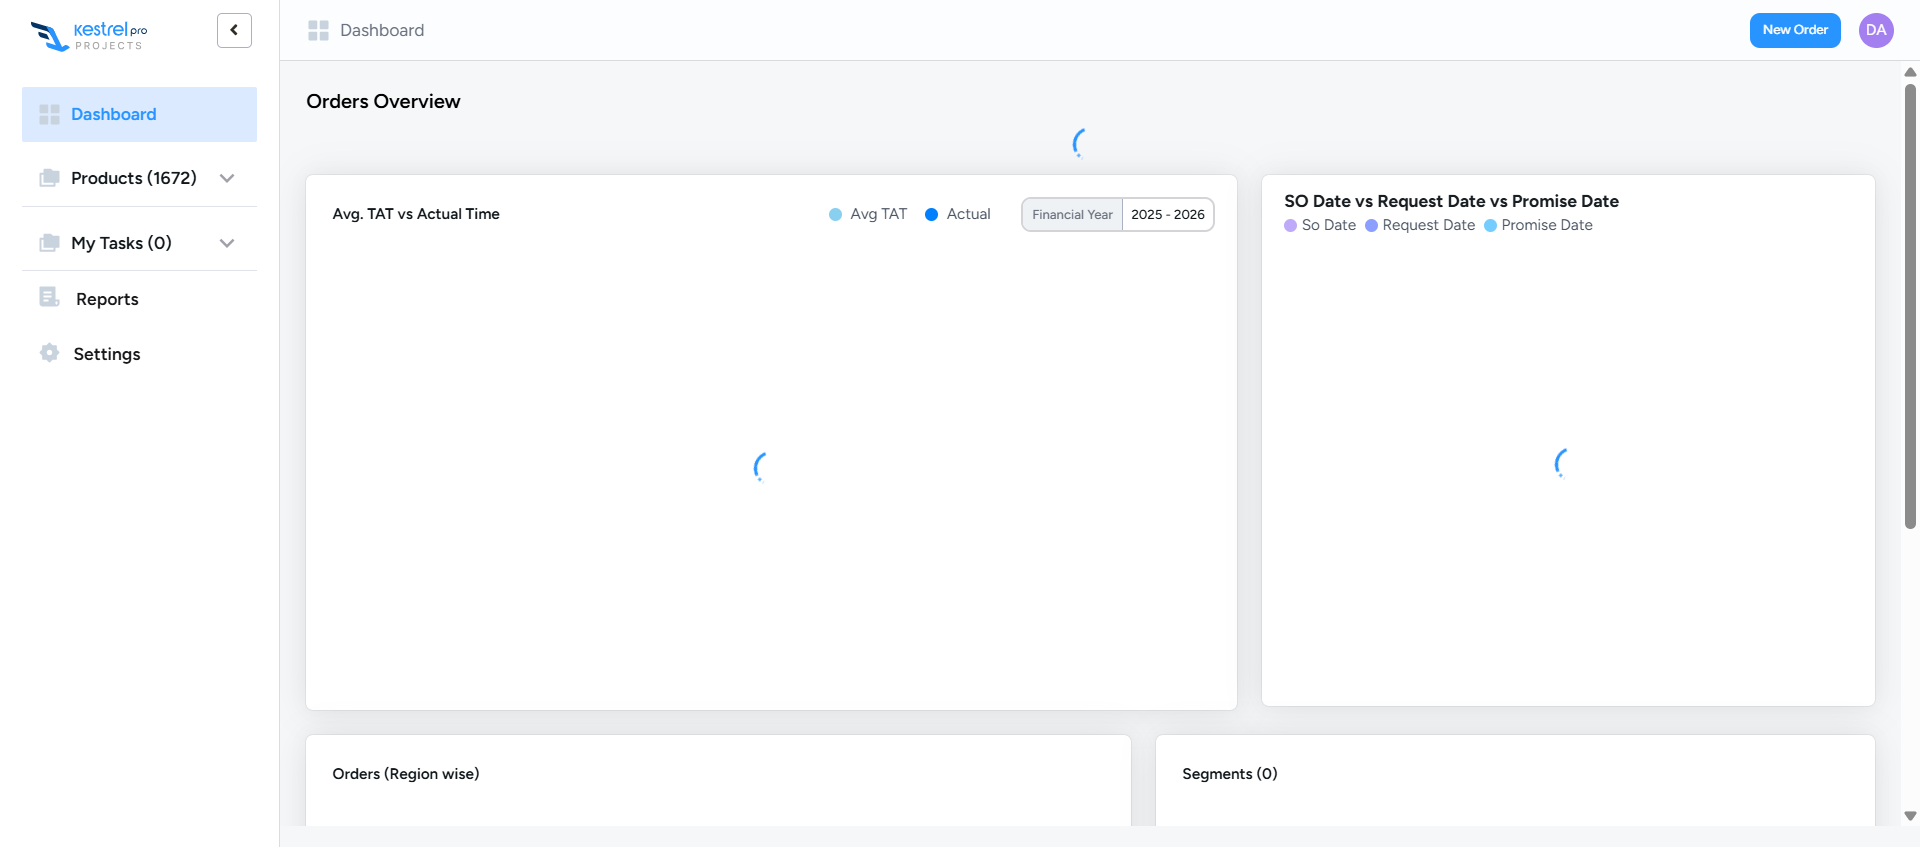 Kestrel pro
PROJECTS
Dashboard
New Order
DA
Dashboard
Products (1672)
My Tasks (0)
Reports
Settings
Orders Overview
Avg. TAT vs Actual Time
Avg TAT
Actual
Financial Year
2025 - 2026
SO Date vs Request Date vs Promise Date
So Date
Request Date
Promise Date
Orders (Region wise)
Segments (0)